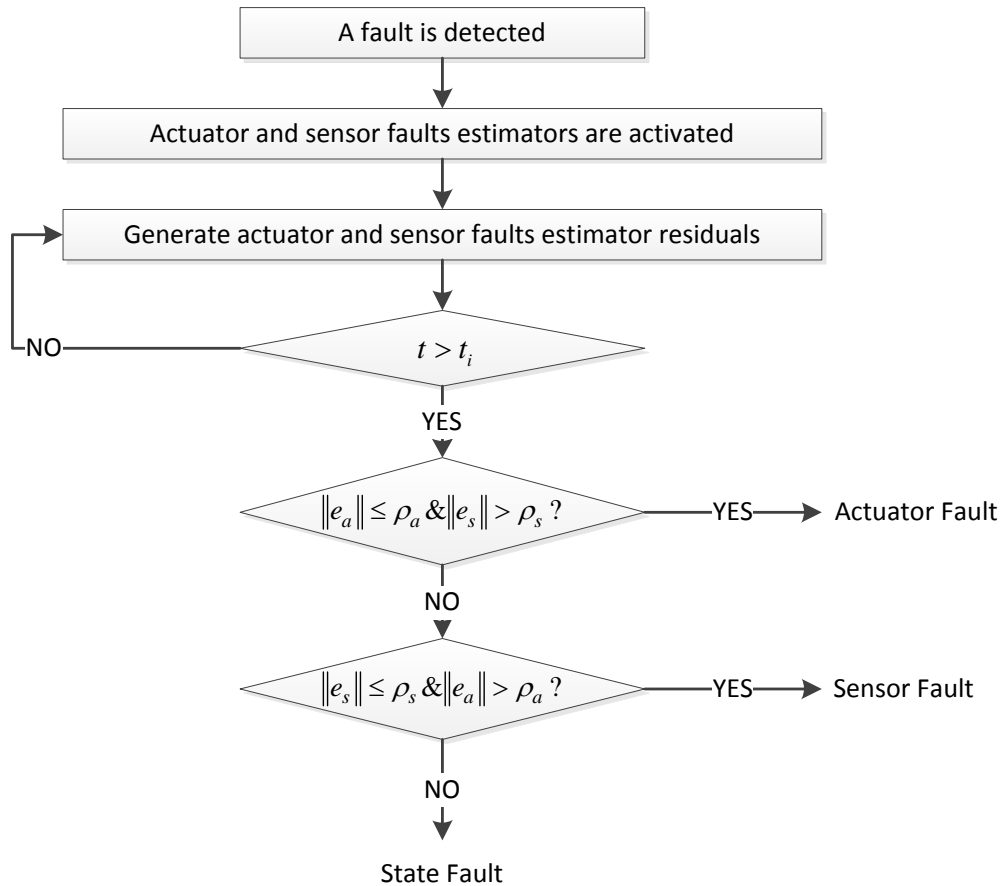 A fault is detected
Actuator and sensor faults estimators are activated
Generate actuator and sensor faults estimator residuals
NO
t > t_i
YES
‖e_a‖ ≤ ρ_a &‖e_s‖ > ρ_s ?
YES
Actuator Fault
NO
‖e_s‖ ≤ ρ_s &‖e_a‖ > ρ_a ?
YES
Sensor Fault
NO
State Fault